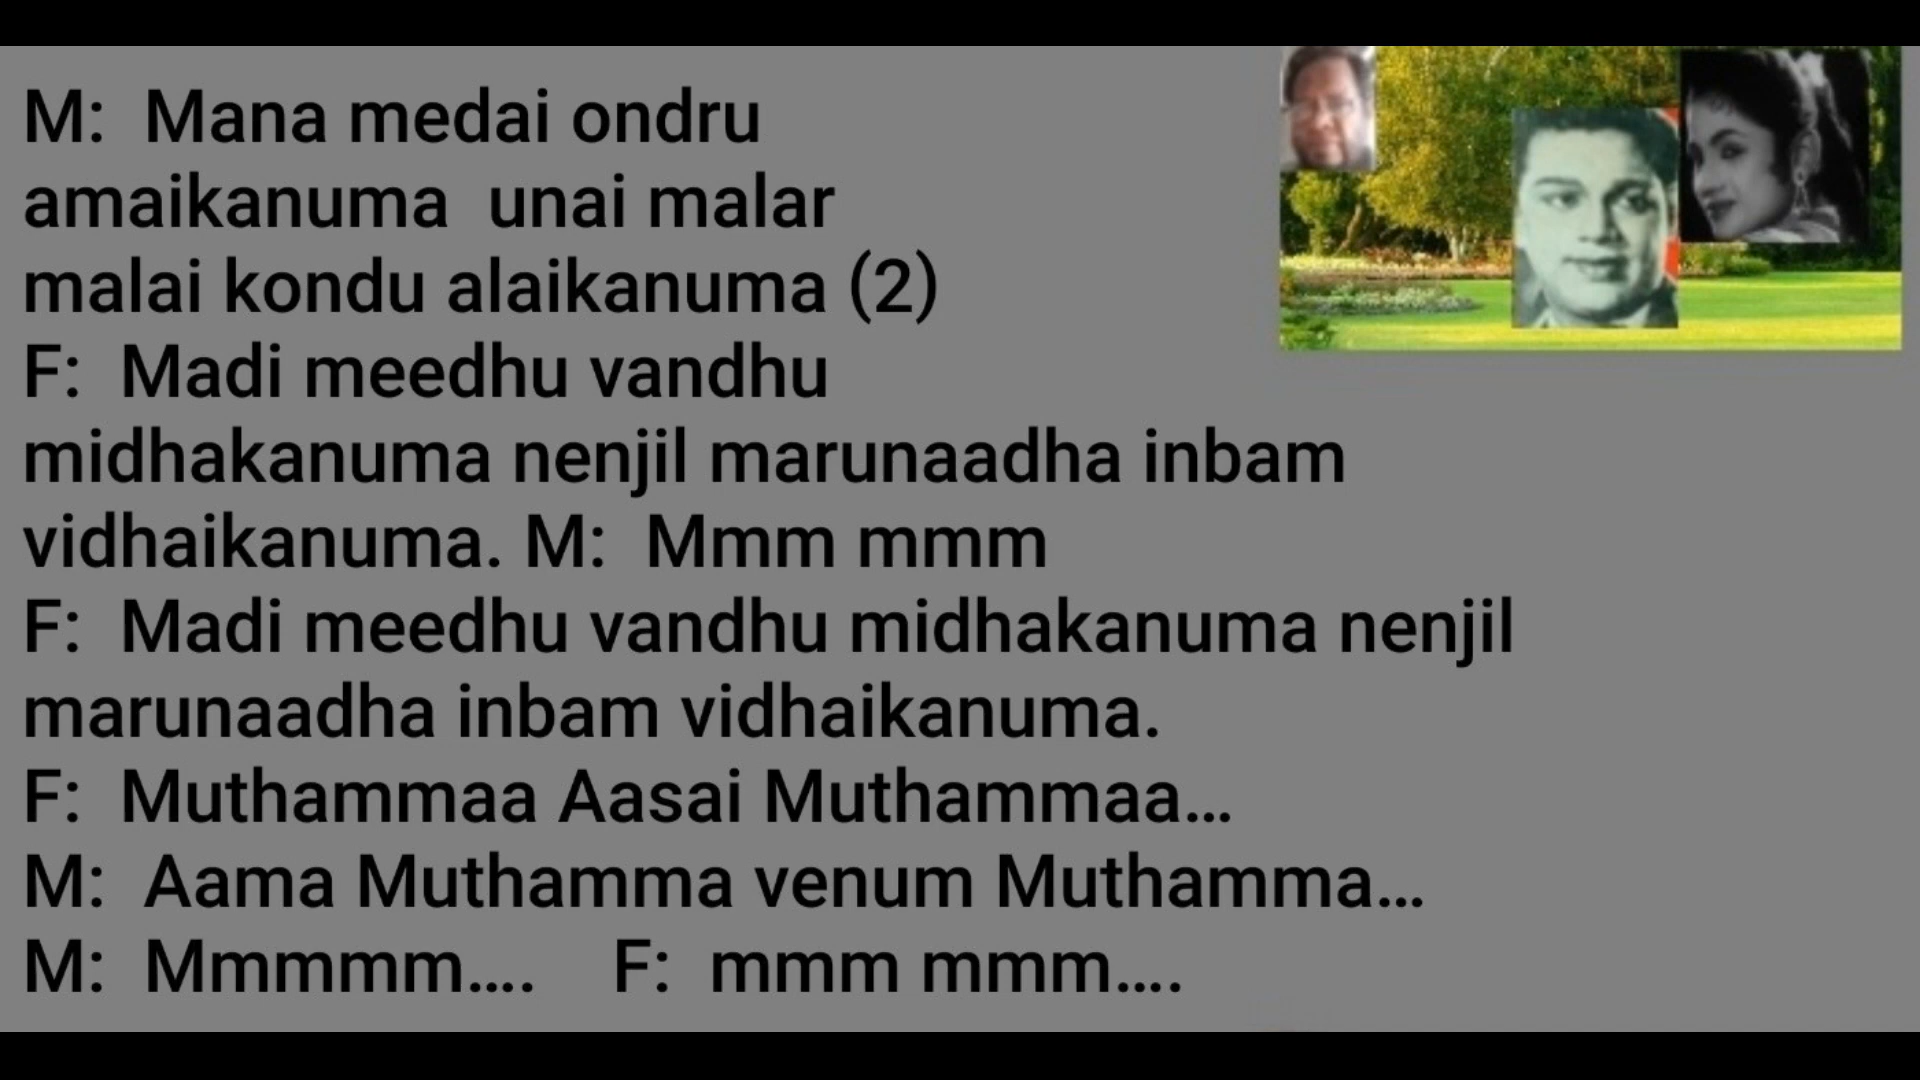 M:  Mana medai ondru
amaikanuma  unai malar
malai kondu alaikanuma (2)
F:  Madi meedhu vandhu
midhakanuma nenjil marunaadha inbam
vidhaikanuma. M:  Mmm mmm
F:  Madi meedhu vandhu midhakanuma nenjil
marunaadha inbam vidhaikanuma.
F:  Muthammaa Aasai Muthammaa...
M:  Aama Muthamma venum Muthamma...
M:  Mmmmm....    F:  mmm mmm....